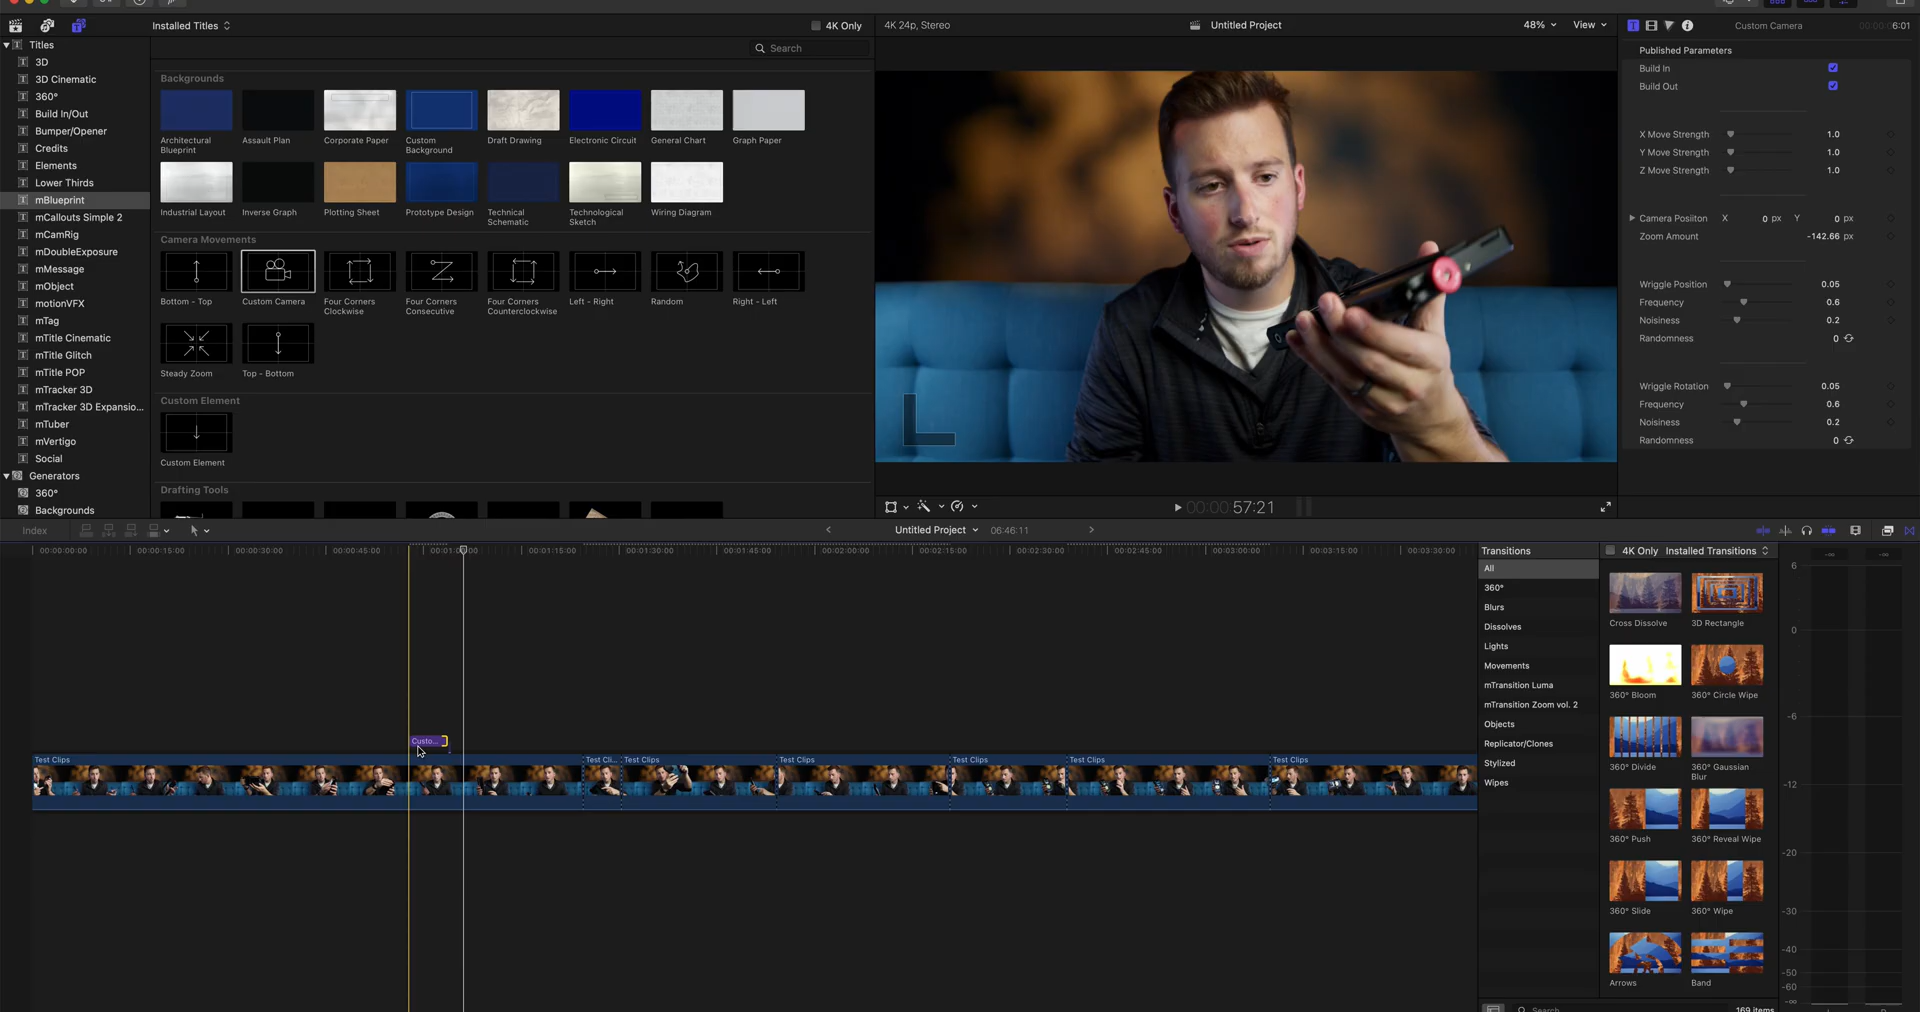 Installed Titles
4K Only
4K 24p, Stereo
Untitled Project
48%
View
Custom Camera
6:01
Search
Titles
3D
3D Cinematic
360°
Build In/Out
Bumper/Opener
Credits
Elements
Lower Thirds
mBlueprint
mCallouts Simple 2
mCamRig
mDoubleExposure
mMessage
mObject
motionVFX
mTag
mTitle Cinematic
mTitle Glitch
mTitle POP
mTracker 3D
mTracker 3D Expansio...
mTuber
mVertigo
Social
Generators
360°
Backgrounds
Backgrounds
Architectural Blueprint
Assault Plan
Corporate Paper
Custom Background
Draft Drawing
Electronic Circuit
General Chart
Graph Paper
Industrial Layout
Inverse Graph
Plotting Sheet
Prototype Design
Technical Schematic
Technological Sketch
Wiring Diagram
Camera Movements
Bottom - Top
Custom Camera
Four Corners Clockwise
Four Corners Consecutive
Four Corners Counterclockwise
Left - Right
Random
Right - Left
Steady Zoom
Top - Bottom
Custom Element
Custom Element
Drafting Tools
Published Parameters
Build In
Build Out
X Move Strength 1.0
Y Move Strength 1.0
Z Move Strength 1.0
Camera Posiiton X 0 px Y 0 px
Zoom Amount -142.66 px
Wriggle Position 0.05
Frequency 0.6
Noisiness 0.2
Randomness 0
Wriggle Rotation 0.05
Frequency 0.6
Noisiness 0.2
Randomness 0
00:00:57:21
Index
Untitled Project
06:46:11
00:00:00:00
00:00:15:00
00:00:30:00
00:00:45:00
00:01:00
00:01:15:00
00:01:30:00
00:01:45:00
00:02:00:00
00:02:15:00
00:02:30:00
00:02:45:00
00:03:00:00
00:03:15:00
00:03:30:00
Custo...
Test Clips
Test Cli...
Test Clips
Test Clips
Test Clips
Test Clips
Test Clips
Transitions
4K Only
Installed Transitions
All
360°
Blurs
Dissolves
Lights
Movements
mTransition Luma
mTransition Zoom vol. 2
Objects
Replicator/Clones
Stylized
Wipes
Cross Dissolve
3D Rectangle
360° Bloom
360° Circle Wipe
360° Divide
360° Gaussian Blur
360° Push
360° Reveal Wipe
360° Slide
360° Wipe
Arrows
Band
Search
169 items
-∞
-∞
6
0
-6
-12
-20
-30
-40
-50
-60
-∞